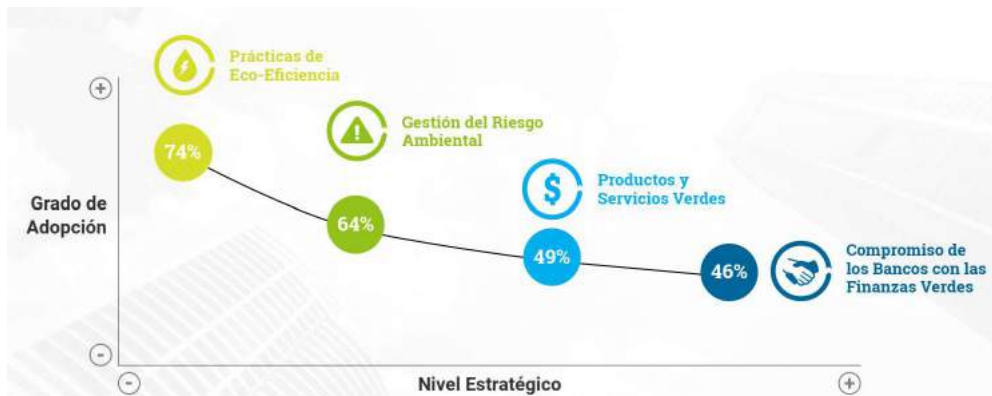 Prácticas de
Eco-Eficiencia
+
74%
Gestión del Riesgo
Ambiental
64%
$
Productos y
Servicios Verdes
49%
46%
Compromiso de
los Bancos con las
Finanzas Verdes
Grado de
Adopción
-
-
Nivel Estratégico
+